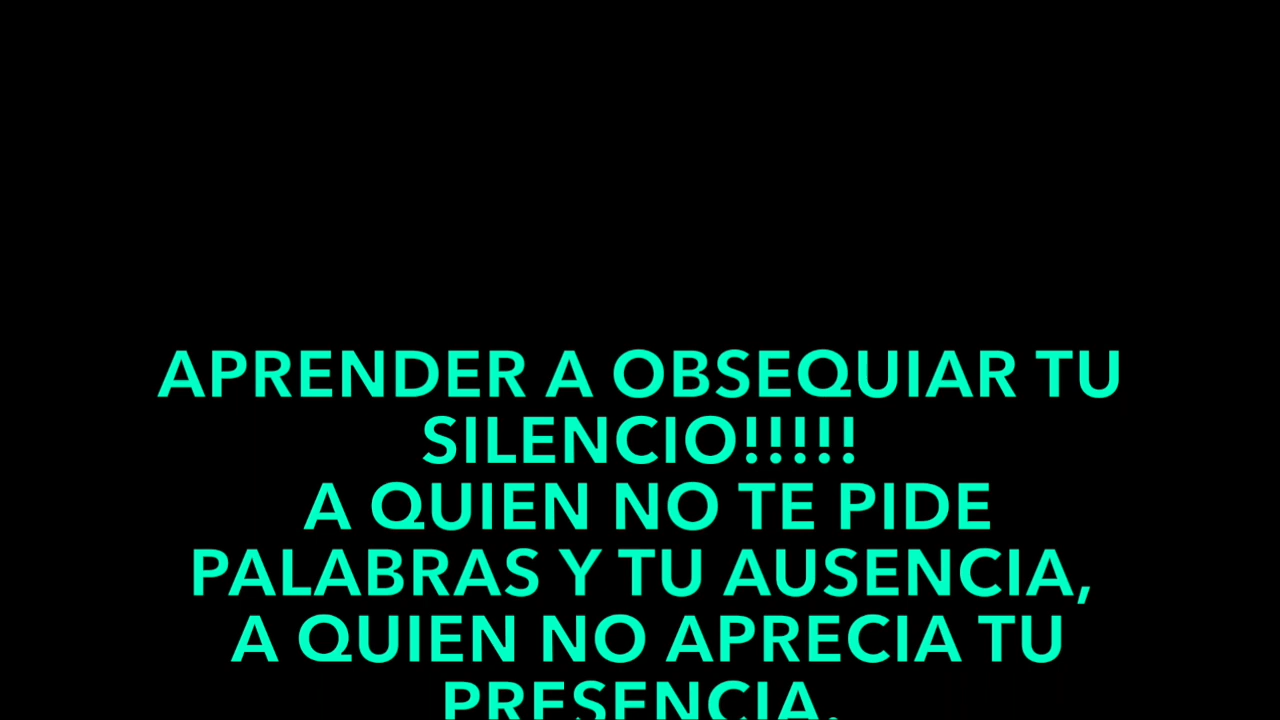 APRENDER A OBSEQUIAR TU
SILENCIO!!!!!
A QUIEN NO TE PIDE
PALABRAS Y TU AUSENCIA,
A QUIEN NO APRECIA TU
PRESENCIA.